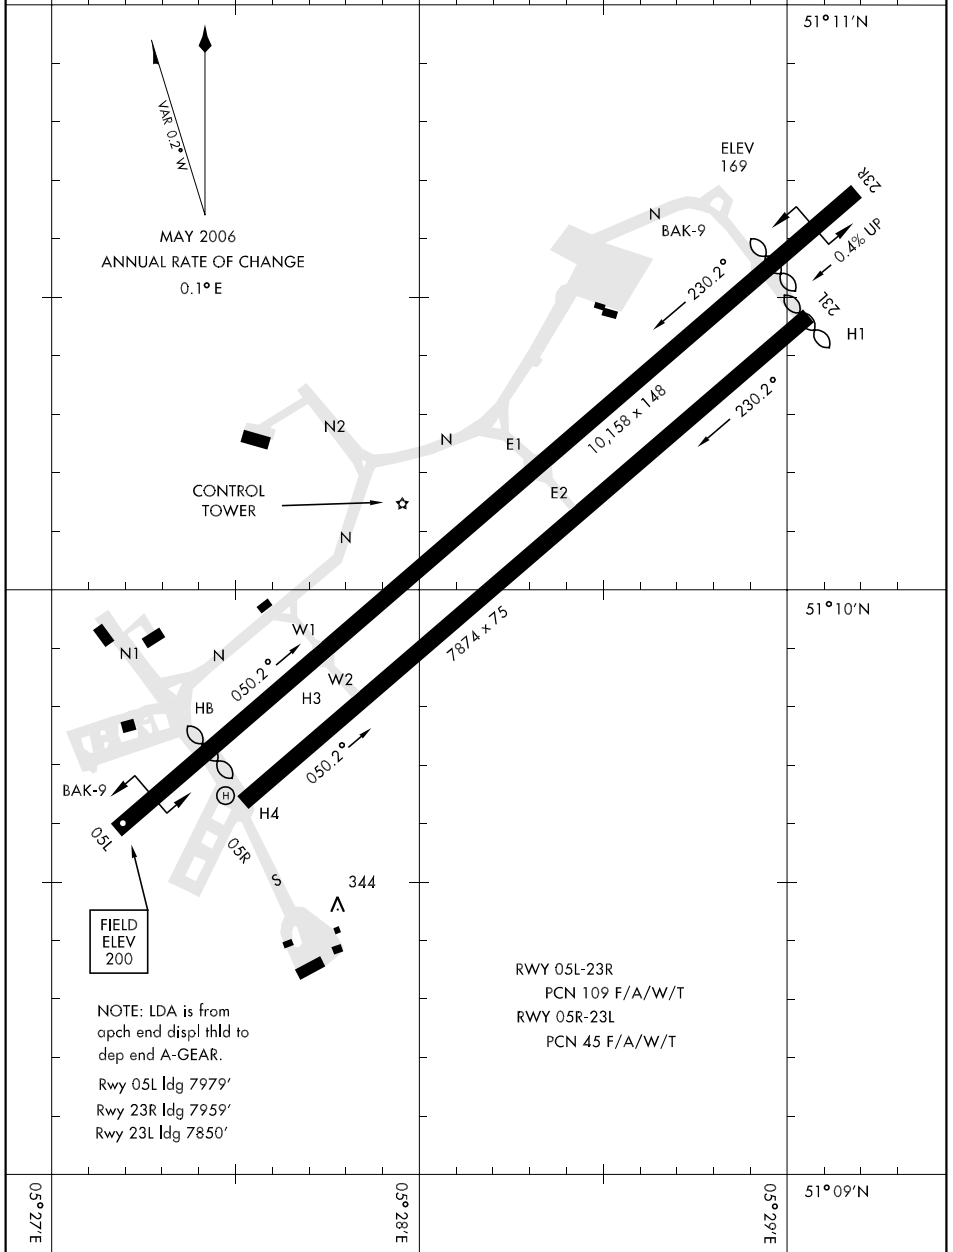 51°11'N
VAR 0.2° W
MAY 2006
ANNUAL RATE OF CHANGE
0.1° E
ELEV
169
23R
N
BAK-9
0.4% UP
230.2°
23L
H1
10,158 x 148
230.2°
N2
N
E1
E2
CONTROL
TOWER
N
51°10'N
7874 x 75
W1
N1
N
050.2°
W2
H3
HB
050.2°
BAK-9
H
H4
05L
05R
S
344
FIELD
ELEV
200
RWY 05L-23R
PCN 109 F/A/W/T
RWY 05R-23L
PCN 45 F/A/W/T
NOTE: LDA is from
apch end displ thld to
dep end A-GEAR.
Rwy 05L ldg 7979'
Rwy 23R ldg 7959'
Rwy 23L ldg 7850'
05°27'E
05°28'E
05°29'E
51°09'N